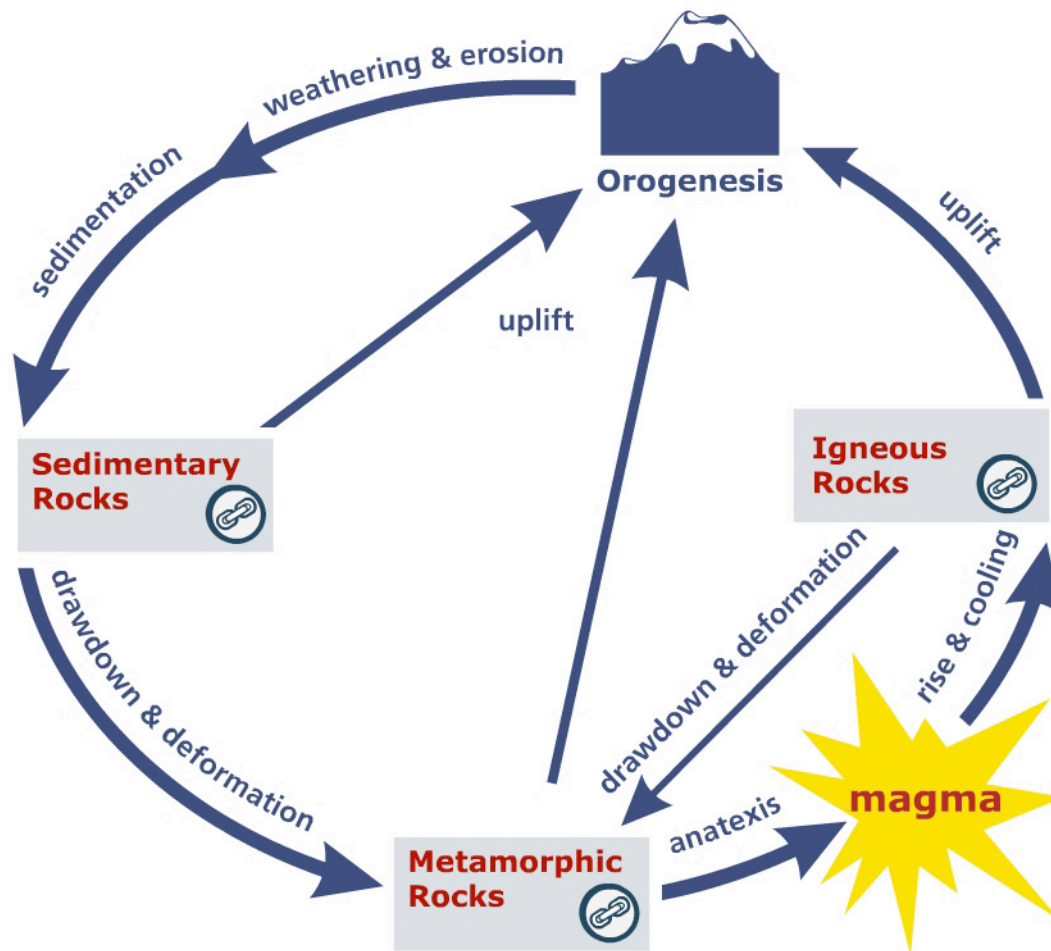 weathering & erosion
Orogenesis
sedimentation
uplift
uplift
Sedimentary
Rocks
Igneous
Rocks
drawdown & deformation
drawdown & deformation
rise & cooling
magma
anatexis
Metamorphic
Rocks